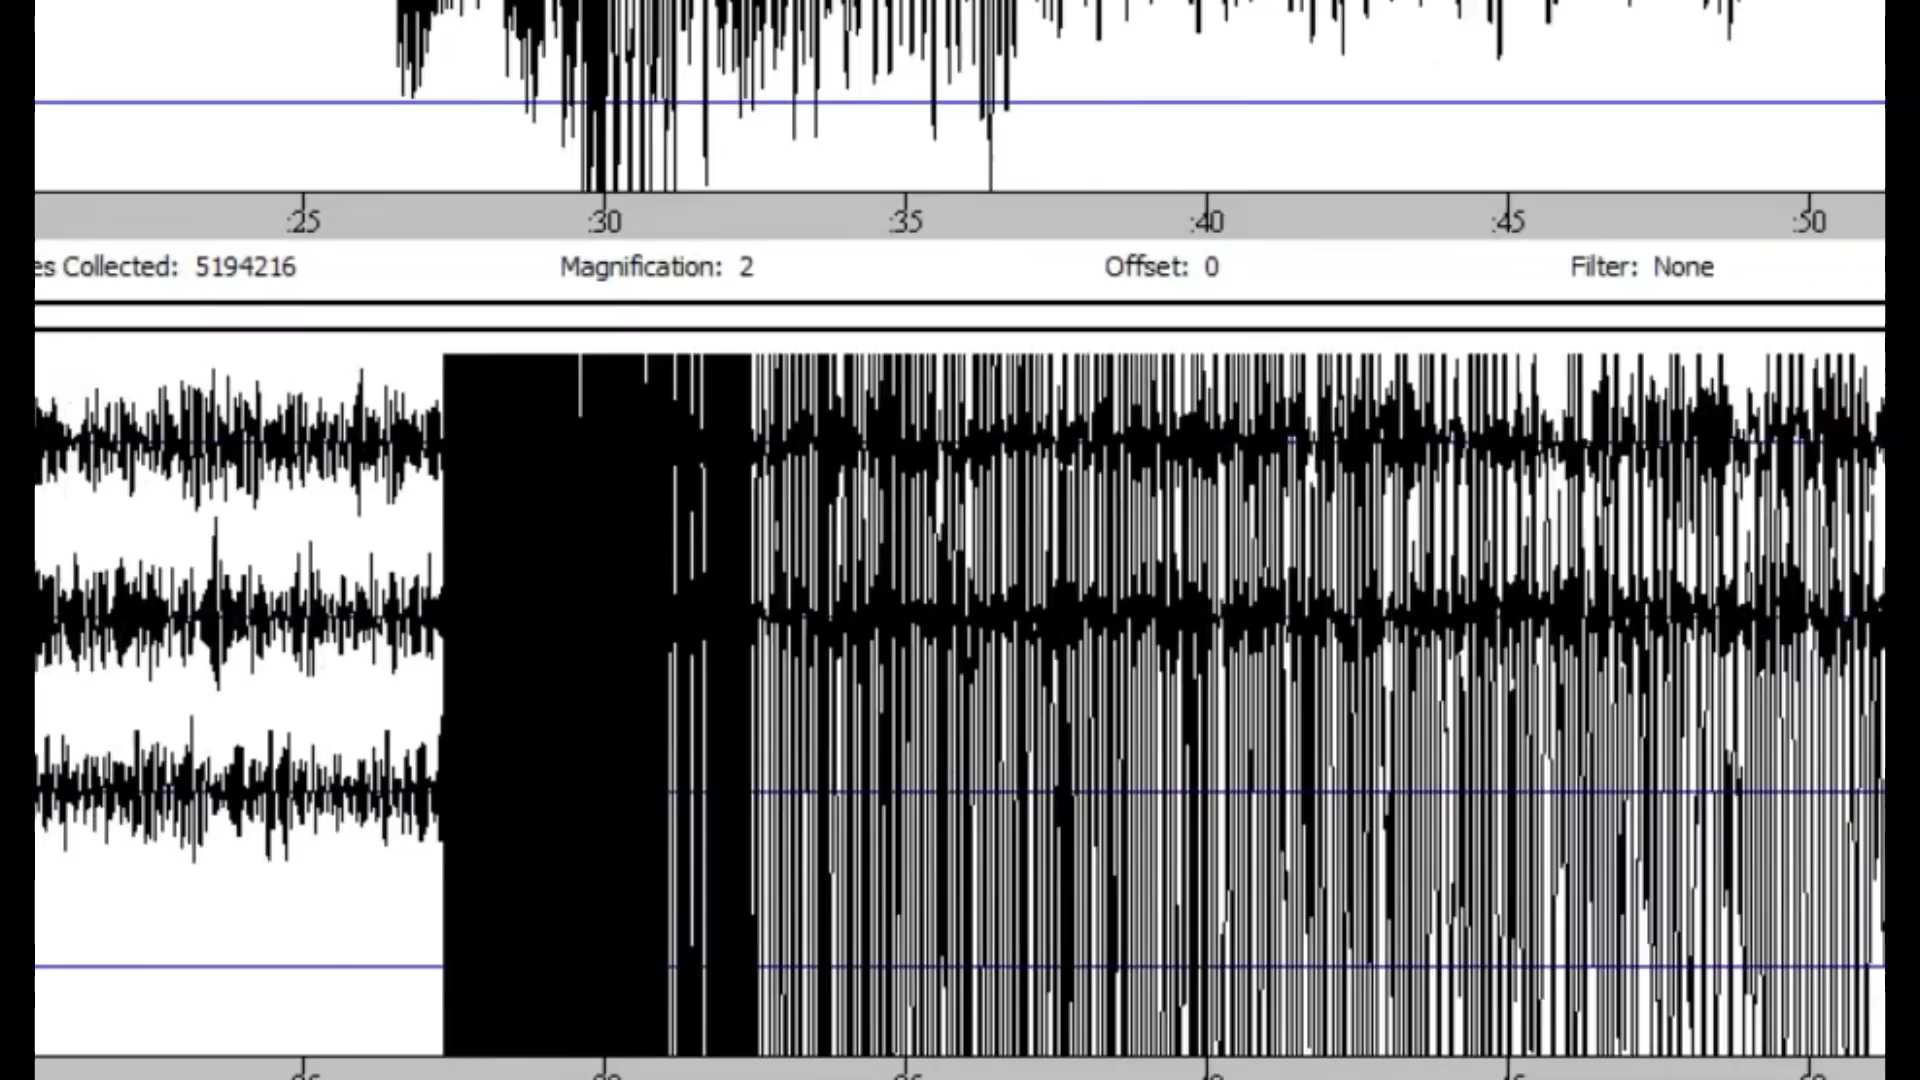 :25 :30 :35 :40 :45 :50
es Collected: 5194216 Magnification: 2 Offset: 0 Filter: None